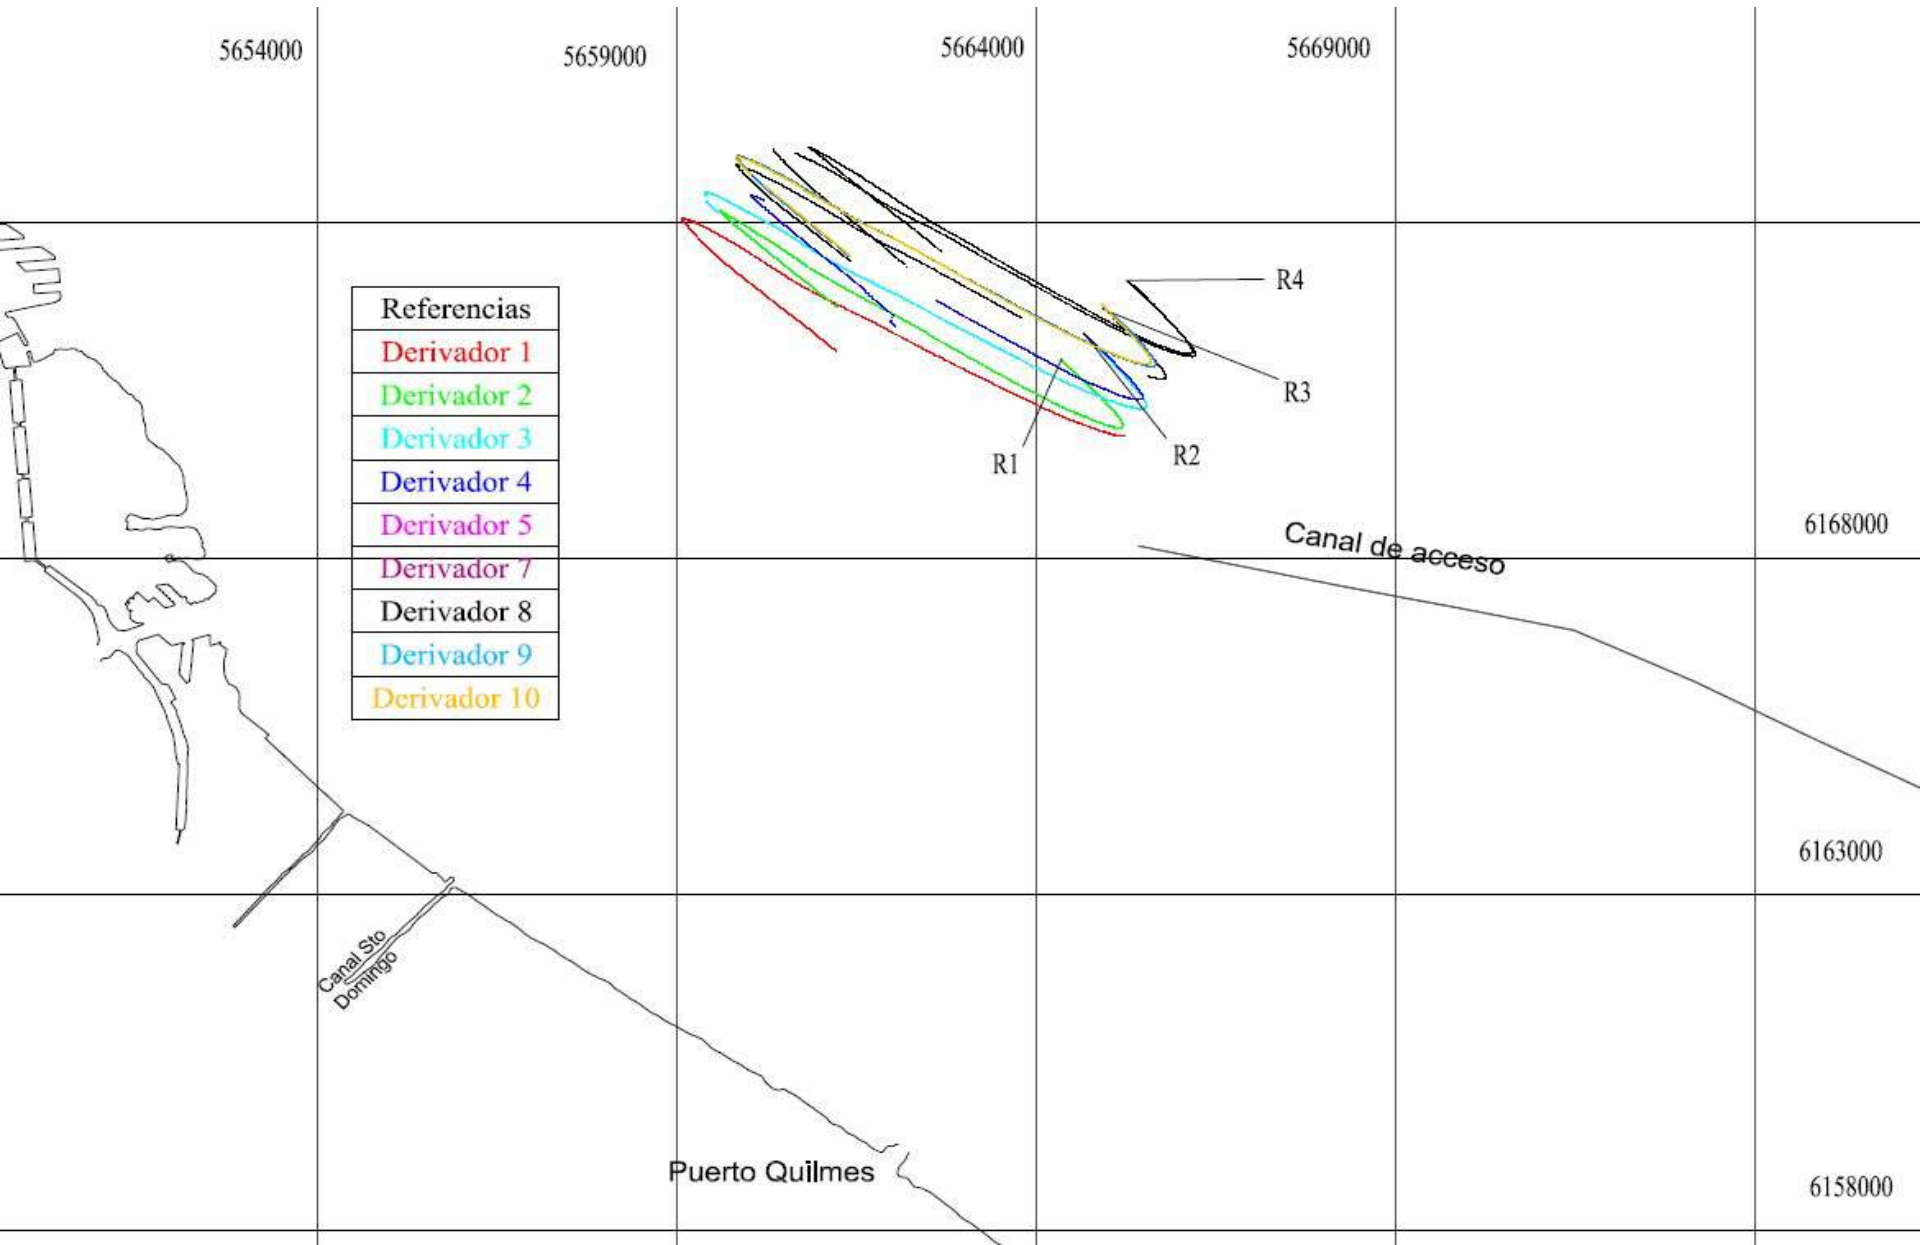 5654000
5659000
5664000
5669000
R4
R3
R2
R1
Referencias
Derivador 1
Derivador 2
Derivador 3
Derivador 4
Derivador 5
Derivador 7
Derivador 8
Derivador 9
Derivador 10
6168000
Canal de acceso
6163000
Canal Sto
Domingo
Puerto Quilmes
6158000